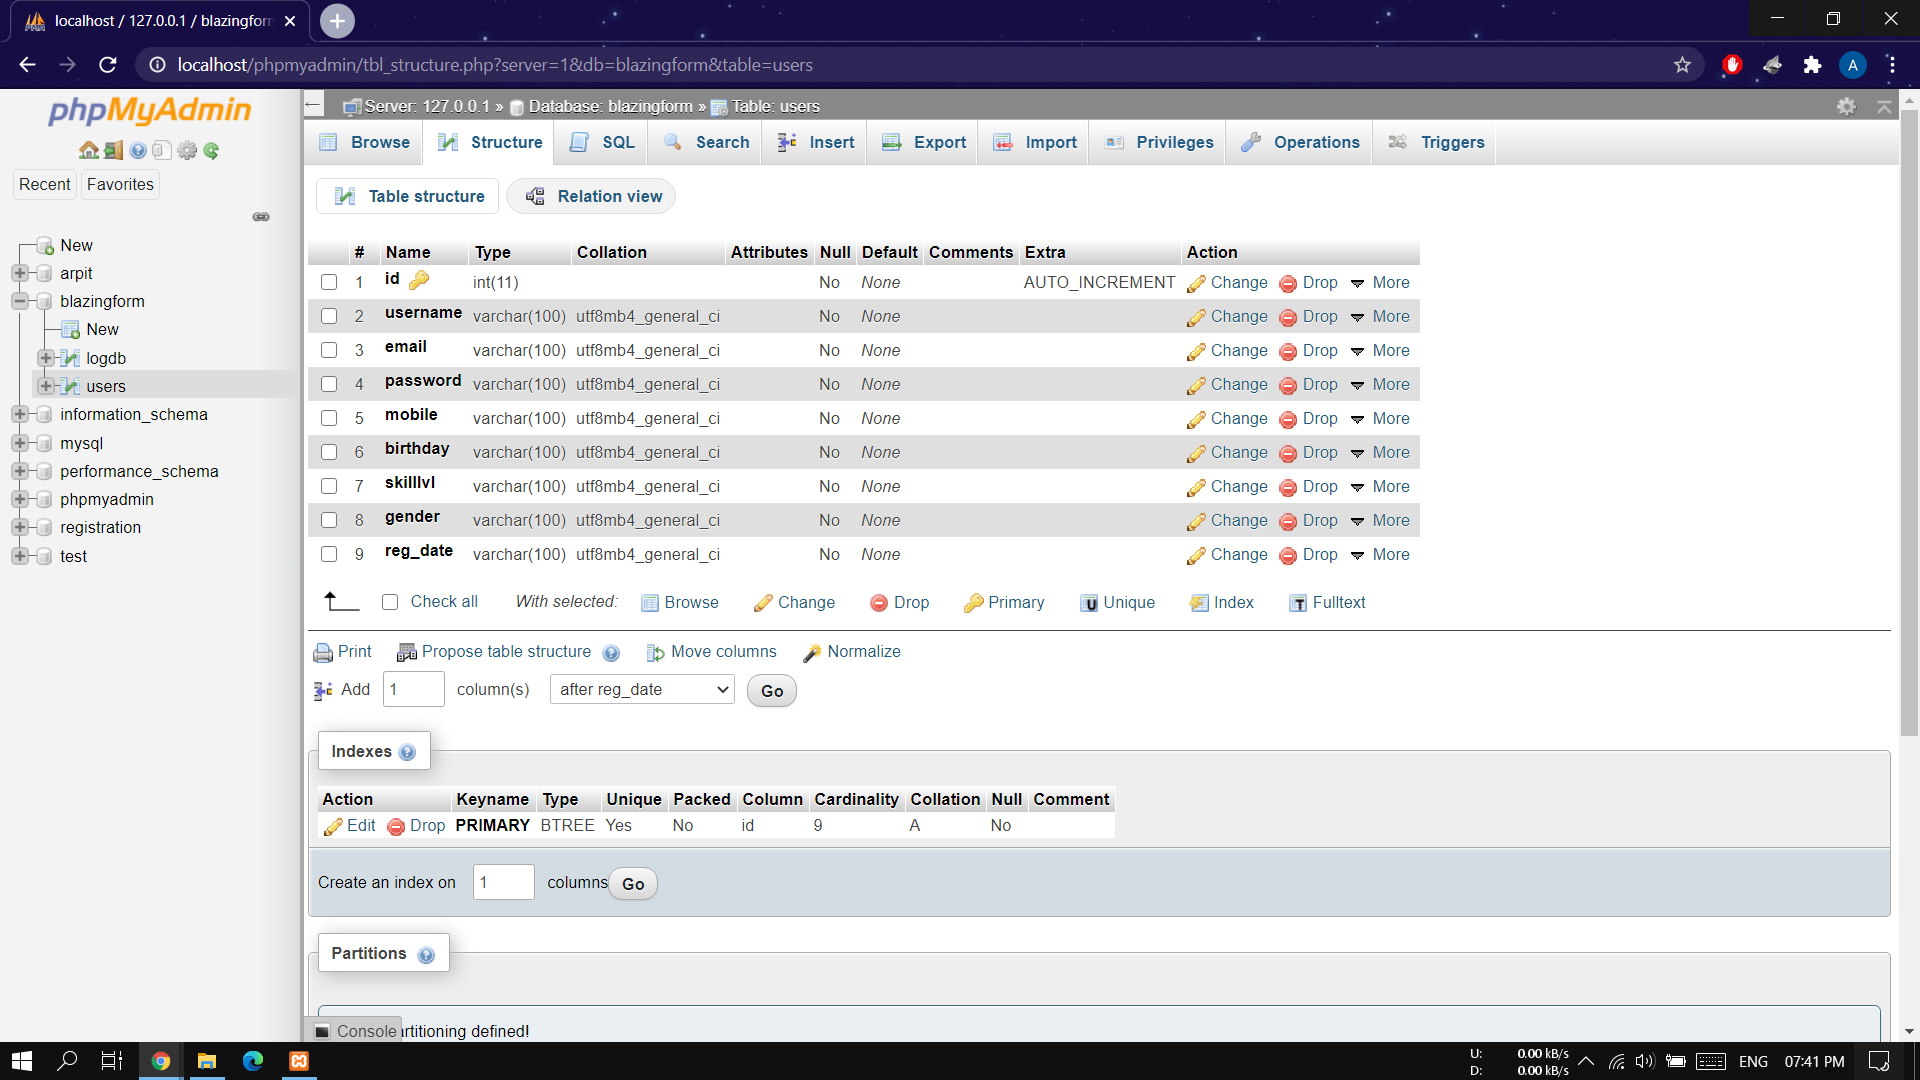 localhost / 127.0.0.1 / blazingform
localhost/phpmyadmin/tbl_structure.php?server=1&db=blazingform&table=users
A
phpMyAdmin
Recent Favorites
New
arpit
blazingform
New
logdb
users
information_schema
mysql
performance_schema
phpmyadmin
registration
test
Server: 127.0.0.1 » Database: blazingform » Table: users
Browse Structure SQL Search Insert Export Import Privileges Operations Triggers
Table structure Relation view
# Name Type Collation Attributes Null Default Comments Extra Action
1 id int(11) No None AUTO_INCREMENT Change Drop More
2 username varchar(100) utf8mb4_general_ci No None Change Drop More
3 email varchar(100) utf8mb4_general_ci No None Change Drop More
4 password varchar(100) utf8mb4_general_ci No None Change Drop More
5 mobile varchar(100) utf8mb4_general_ci No None Change Drop More
6 birthday varchar(100) utf8mb4_general_ci No None Change Drop More
7 skilllvl varchar(100) utf8mb4_general_ci No None Change Drop More
8 gender varchar(100) utf8mb4_general_ci No None Change Drop More
9 reg_date varchar(100) utf8mb4_general_ci No None Change Drop More
Check all With selected: Browse Change Drop Primary Unique Index Fulltext
Print Propose table structure Move columns Normalize
Add 1 column(s) after reg_date Go
Indexes
Action Keyname Type Unique Packed Column Cardinality Collation Null Comment
Edit Drop PRIMARY BTREE Yes No id 9 A No
Create an index on 1 columns Go
Partitions
Console artitioning defined!
U: 0.00 kB/s
D: 0.00 kB/s
ENG 07:41 PM